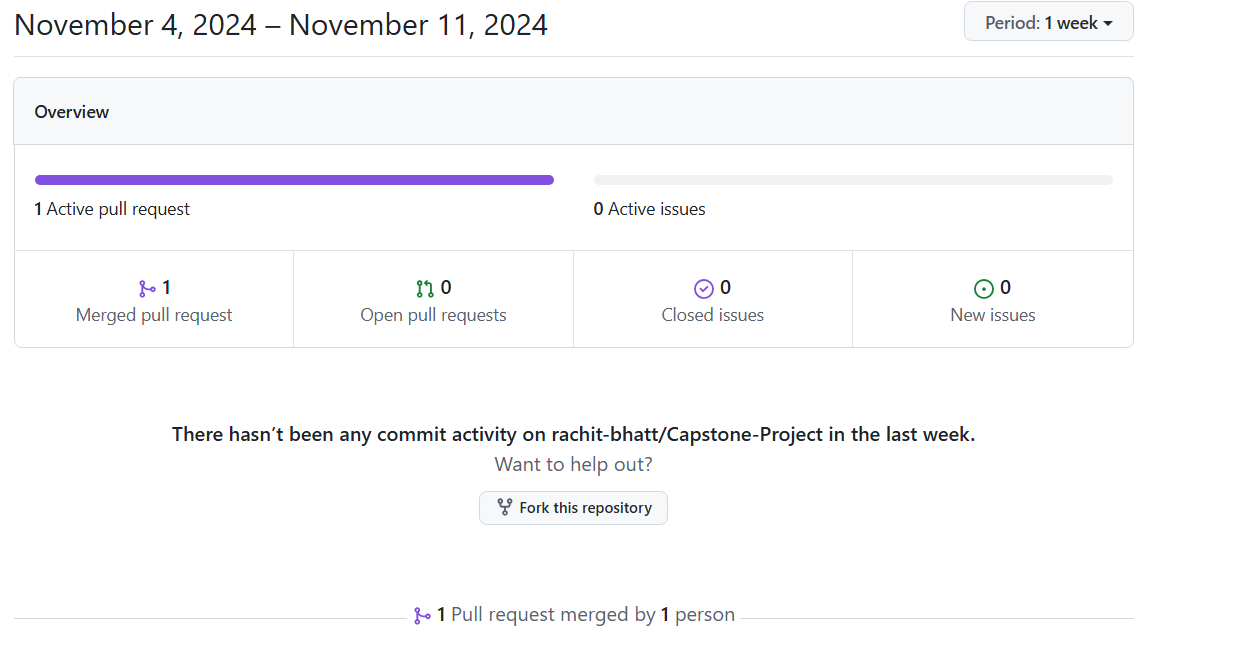 November 4, 2024 – November 11, 2024
Period: 1 week
Overview
1 Active pull request
0 Active issues
1
Merged pull request
0
Open pull requests
0
Closed issues
0
New issues
There hasn’t been any commit activity on rachit-bhatt/Capstone-Project in the last week.
Want to help out?
Fork this repository
1 Pull request merged by 1 person